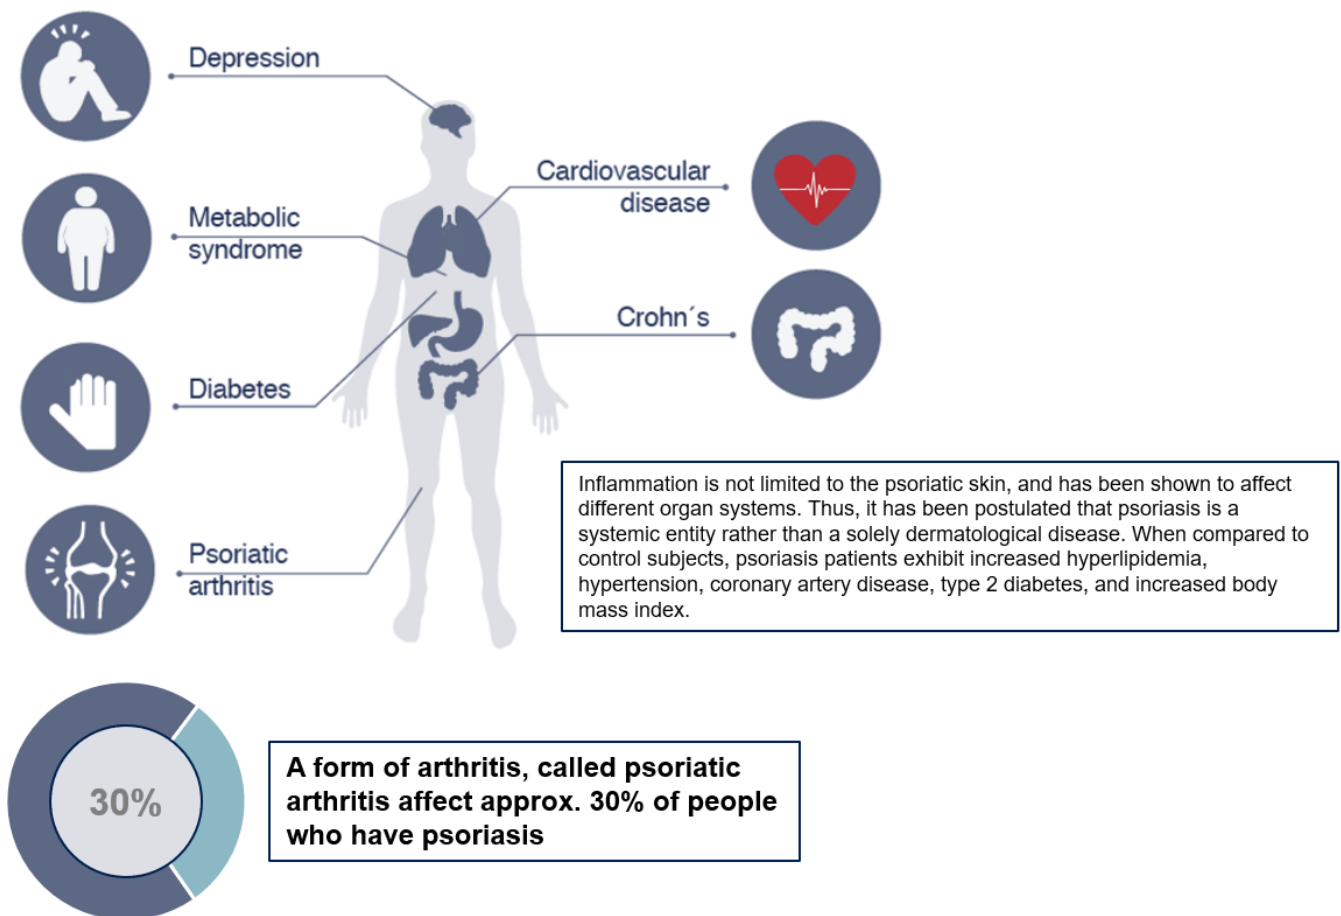 Depression
Metabolic
syndrome
Diabetes
Psoriatic
arthritis
Cardiovascular
disease
Crohn´s
Inflammation is not limited to the psoriatic skin, and has been shown to affect
different organ systems. Thus, it has been postulated that psoriasis is a
systemic entity rather than a solely dermatological disease. When compared to
control subjects, psoriasis patients exhibit increased hyperlipidemia,
hypertension, coronary artery disease, type 2 diabetes, and increased body
mass index.
30%
A form of arthritis, called psoriatic
arthritis affect approx. 30% of people
who have psoriasis